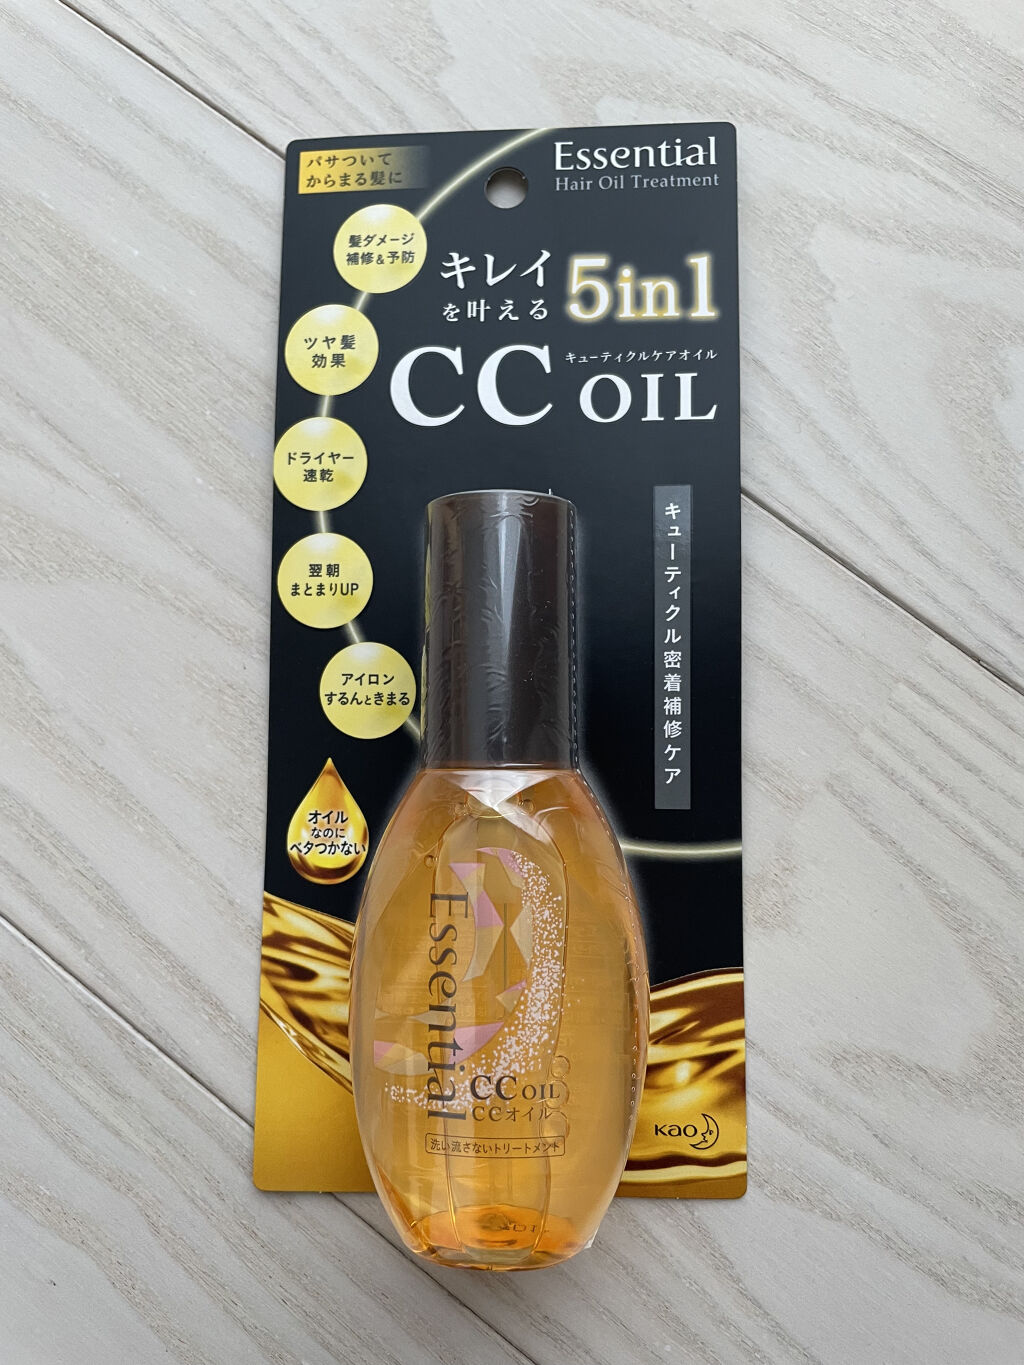 パサついて
からまる髪に
Essential
Hair Oil Treatment
髪ダメージ
補修&予防
キレイ
を叶える
5in1
ツヤ髪
効果
キューティクルケアオイル
CC OIL
ドライヤー
速乾
翌朝
まとまりUP
アイロン
するんときまる
キューティクル密着補修ケア
オイル
なのに
ベタつかない
Essential
CC OIL
CCオイル
洗い流さないトリートメント
Kao